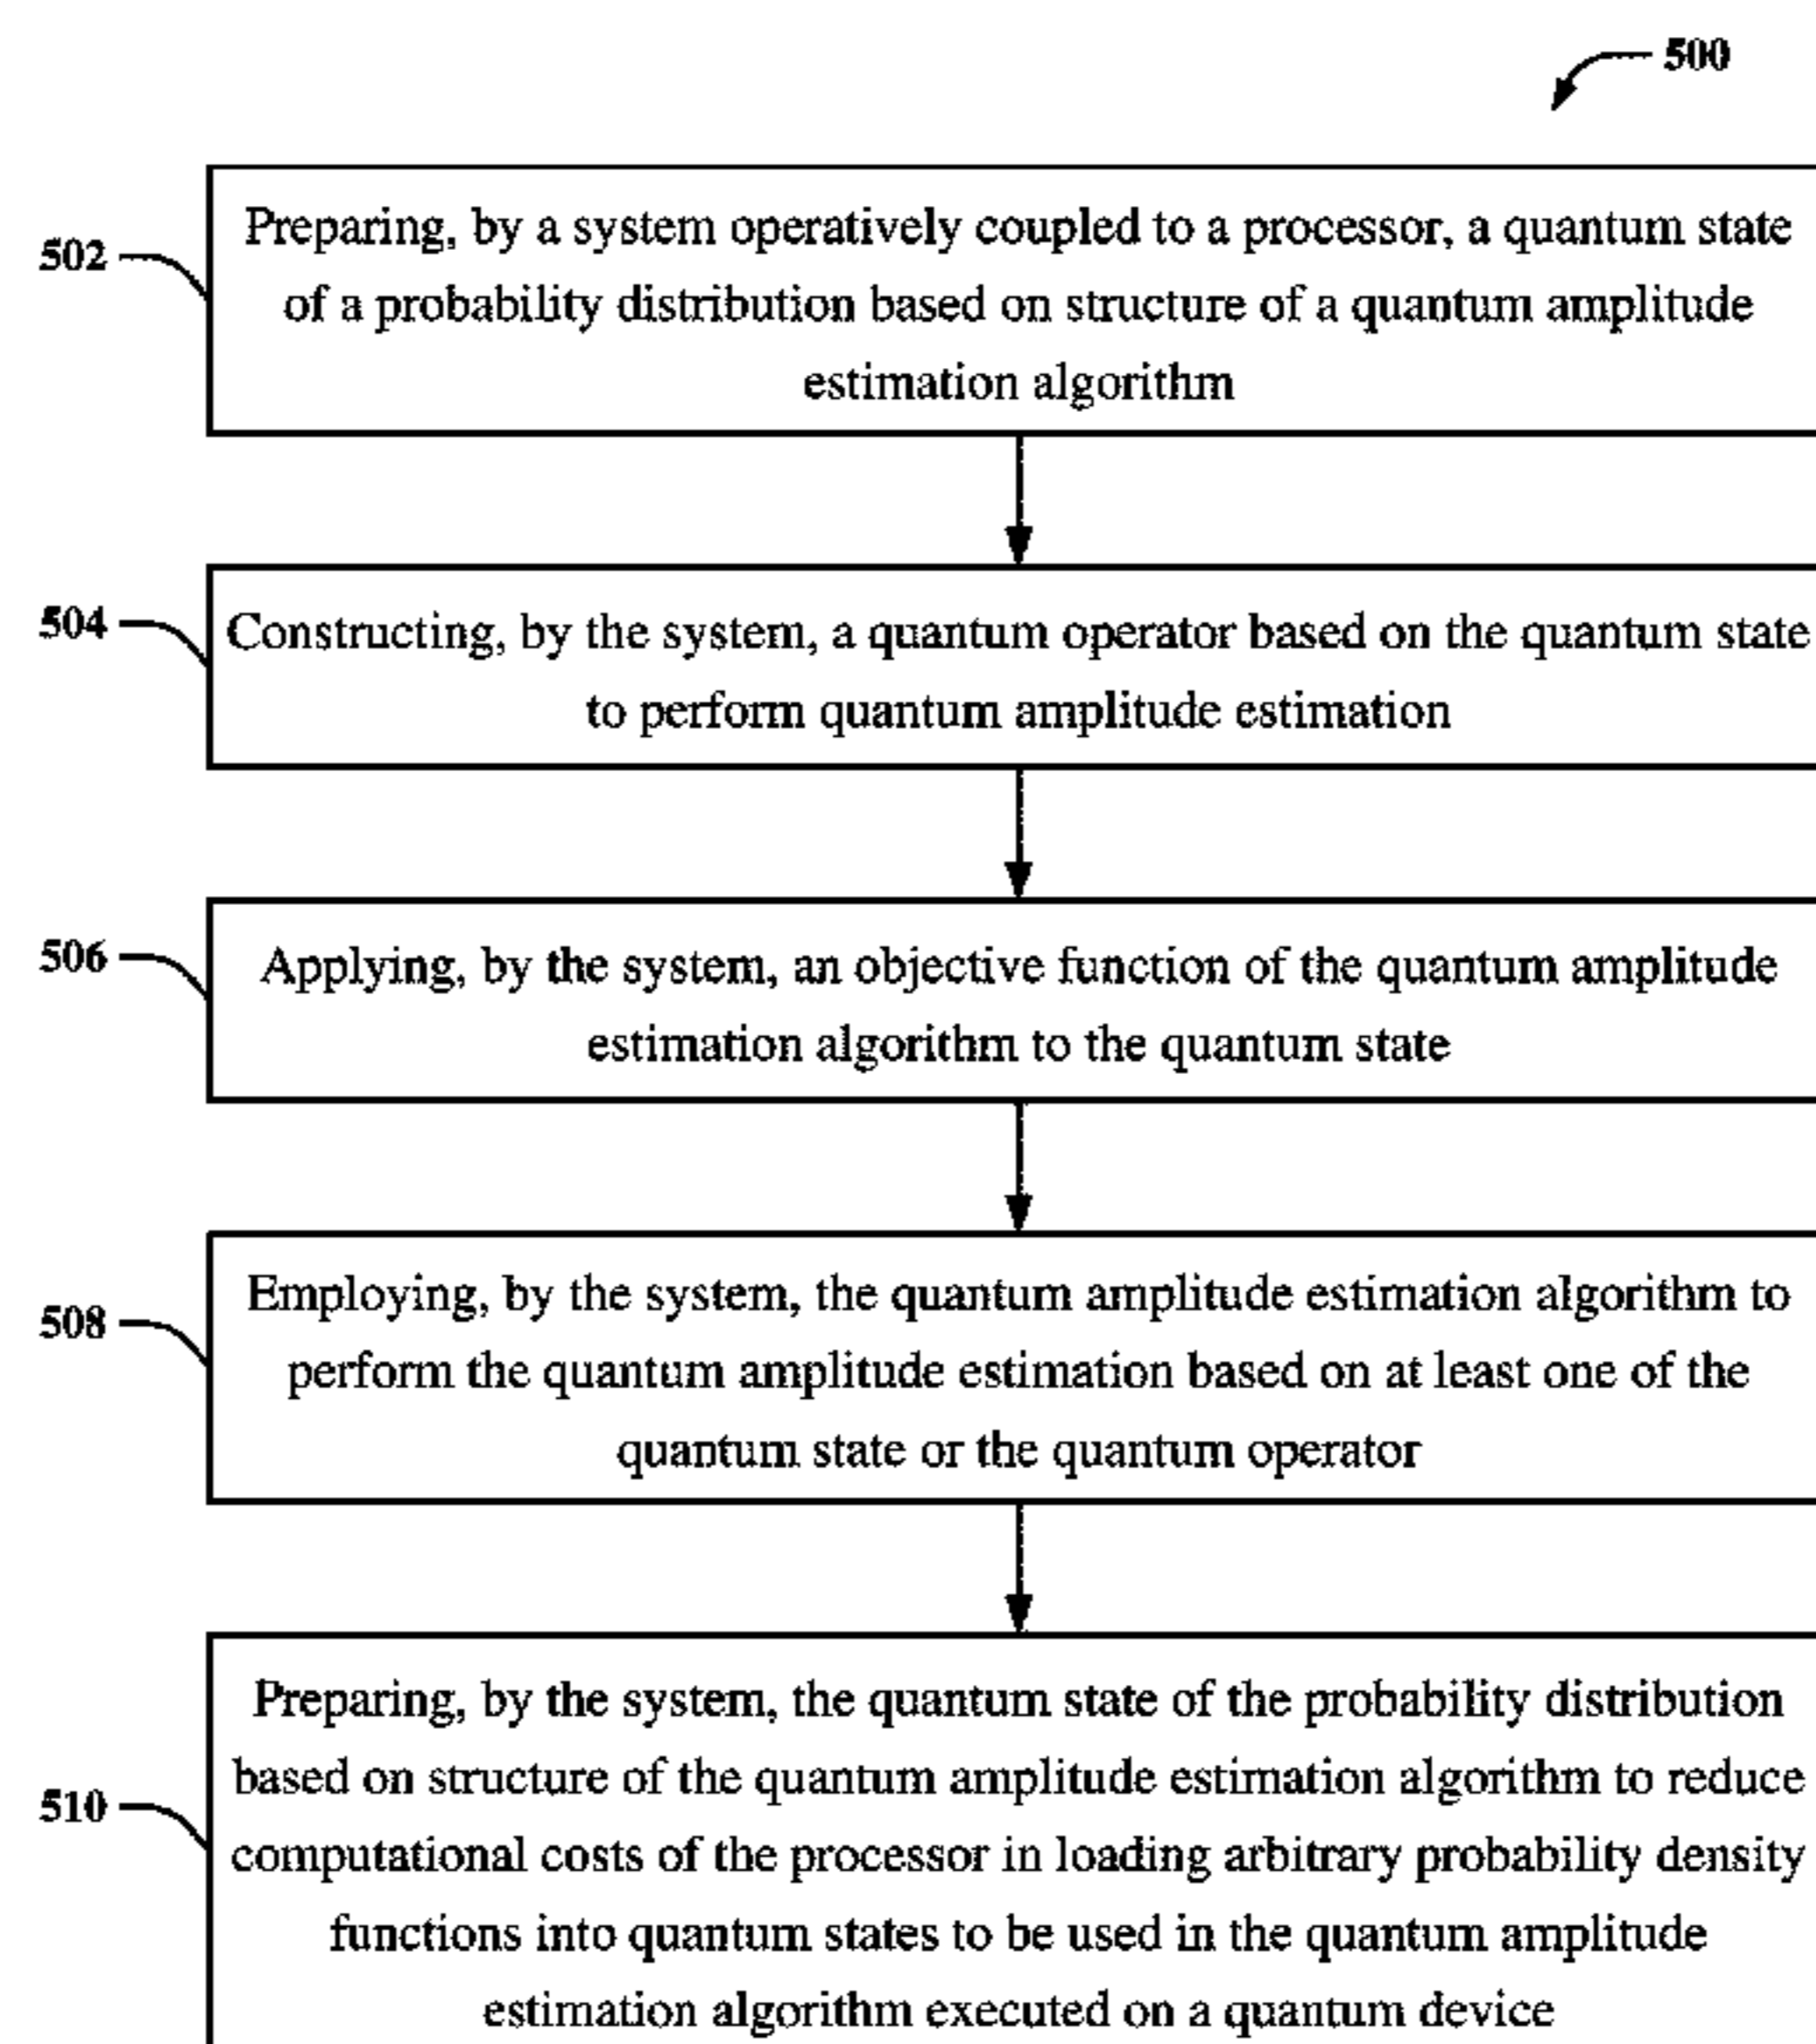 500
502
Preparing, by a system operatively coupled to a processor, a quantum state
of a probability distribution based on structure of a quantum amplitude
estimation algorithm
504
Constructing, by the system, a quantum operator based on the quantum state
to perform quantum amplitude estimation
506
Applying, by the system, an objective function of the quantum amplitude
estimation algorithm to the quantum state
508
Employing, by the system, the quantum amplitude estimation algorithm to
perform the quantum amplitude estimation based on at least one of the
quantum state or the quantum operator
510
Preparing, by the system, the quantum state of the probability distribution
based on structure of the quantum amplitude estimation algorithm to reduce
computational costs of the processor in loading arbitrary probability density
functions into quantum states to be used in the quantum amplitude
estimation algorithm executed on a quantum device